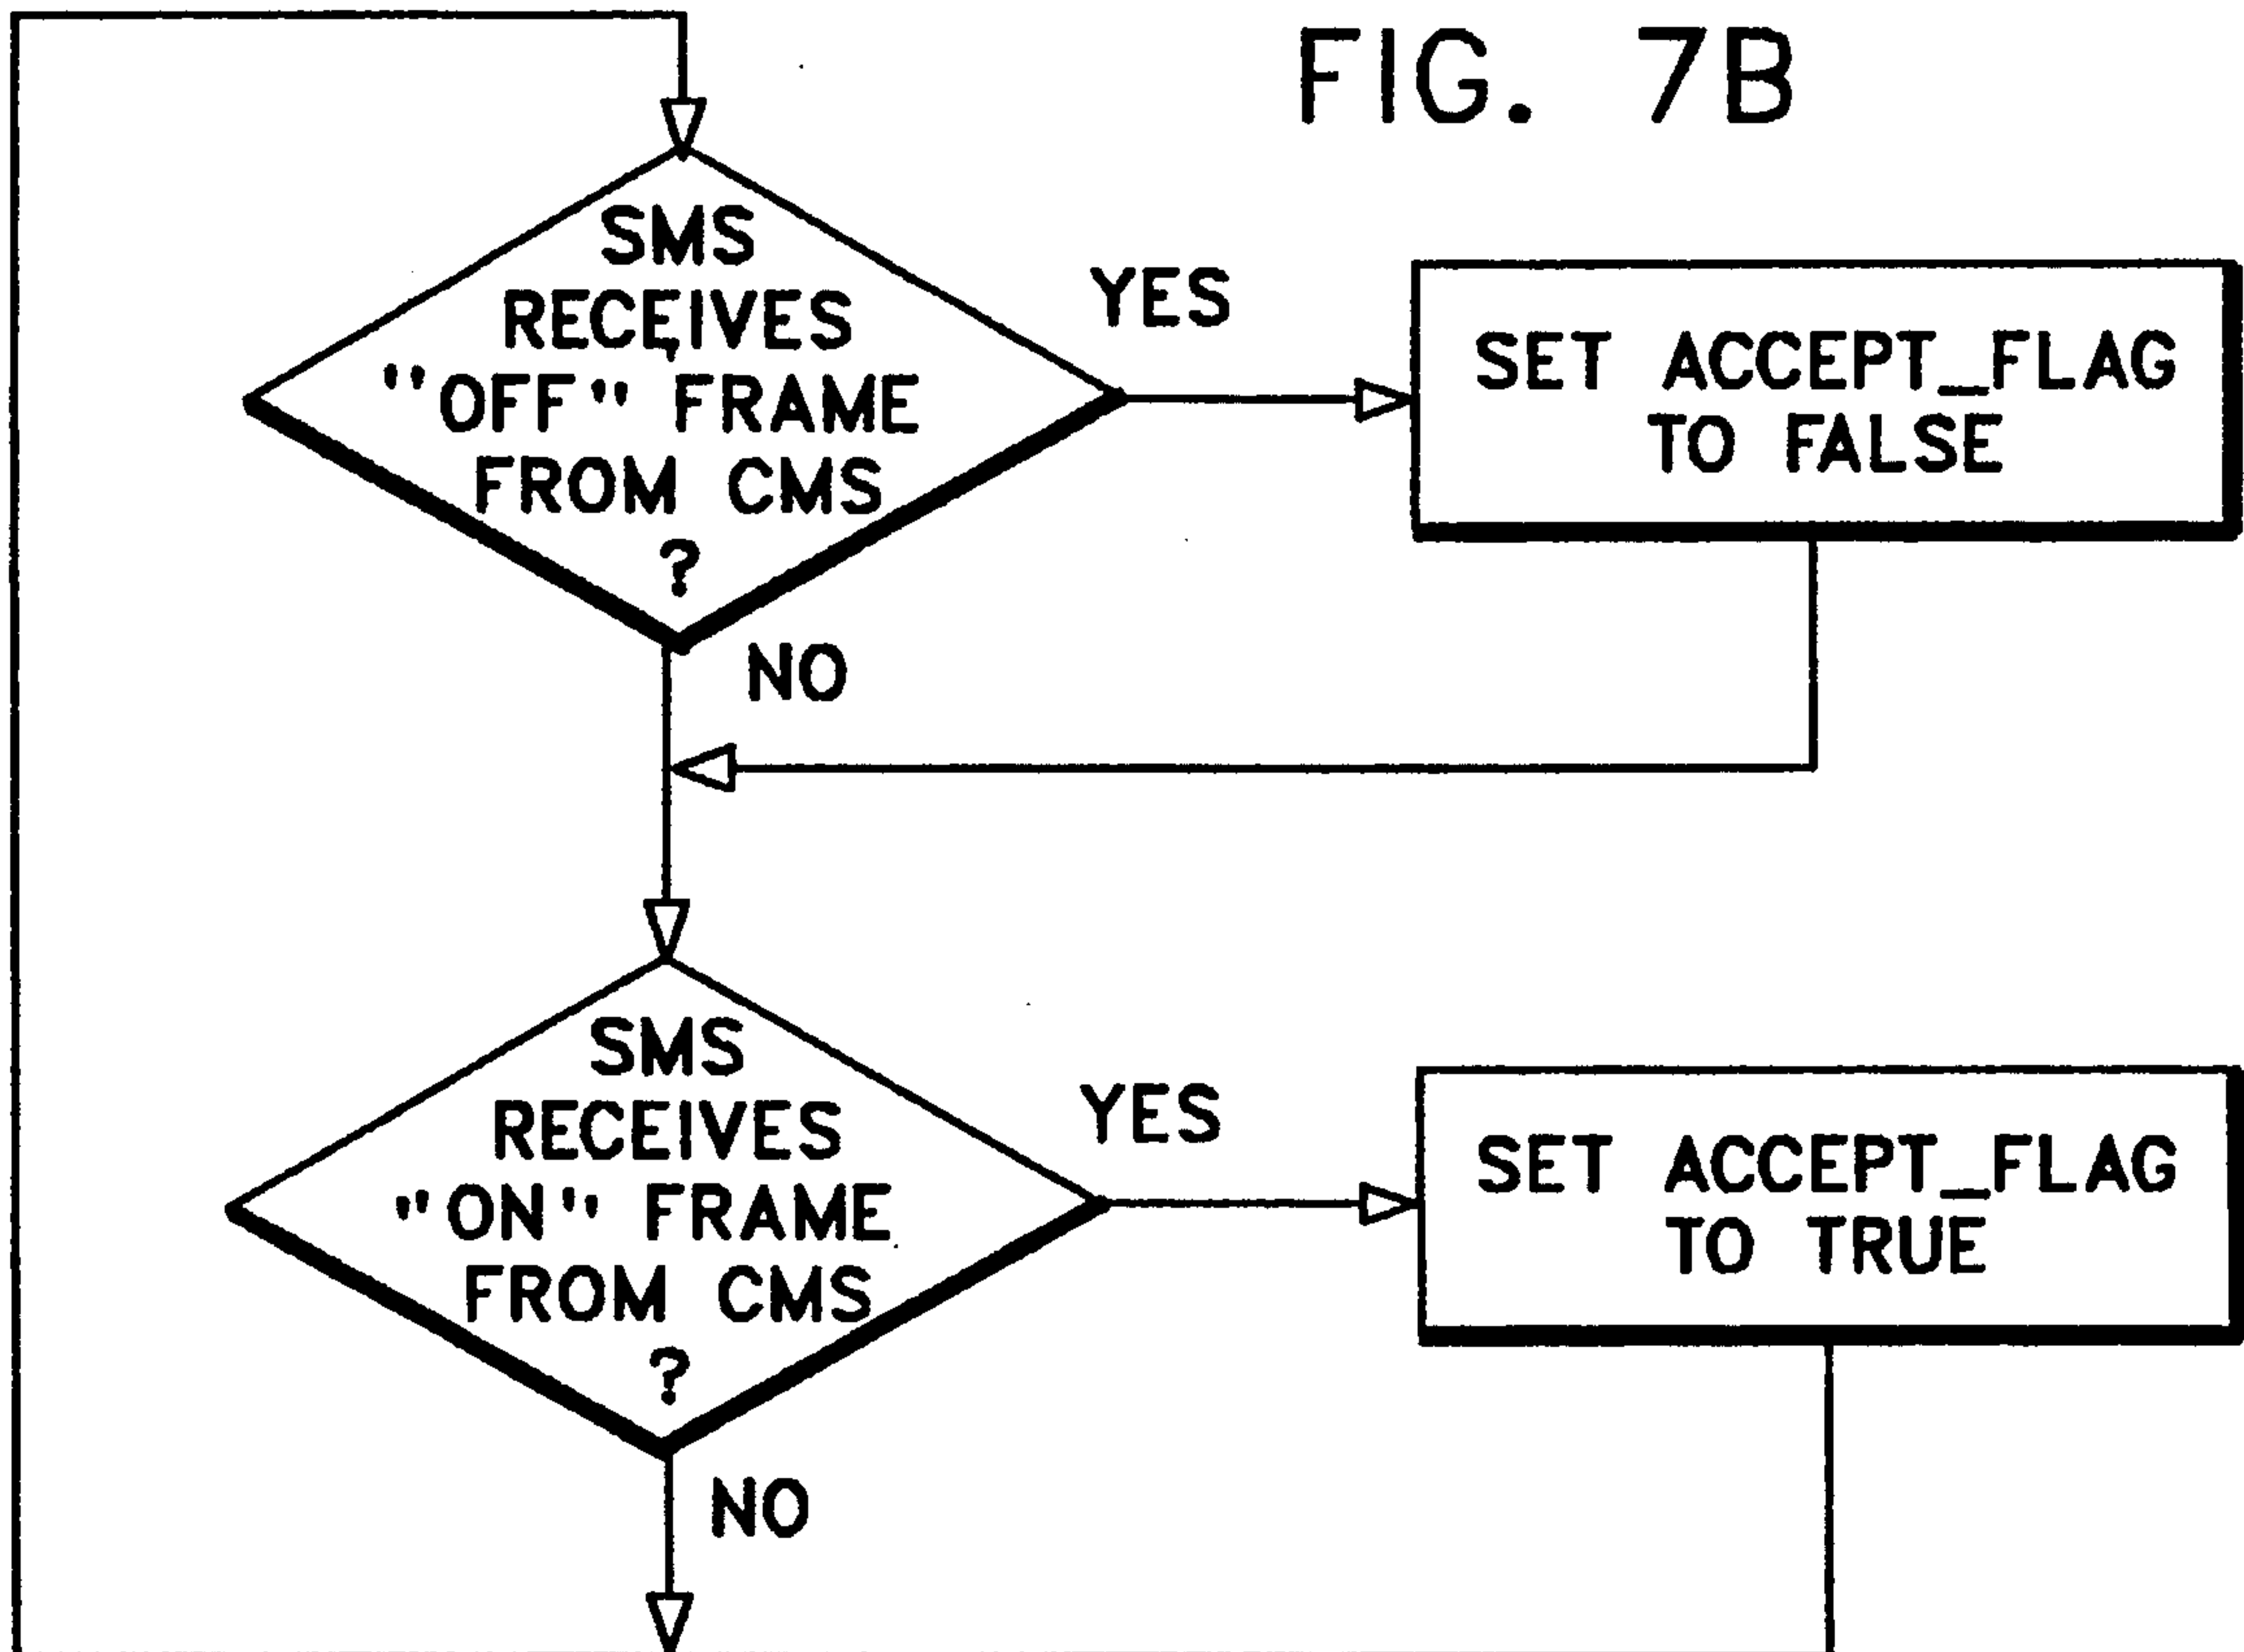 FIG. 7B
SMS
RECEIVES
"OFF" FRAME
FROM CMS
?
YES
SET ACCEPT_FLAG
TO FALSE
NO
SMS
RECEIVES
"ON" FRAME
FROM CMS
?
YES
SET ACCEPT_FLAG
TO TRUE
NO